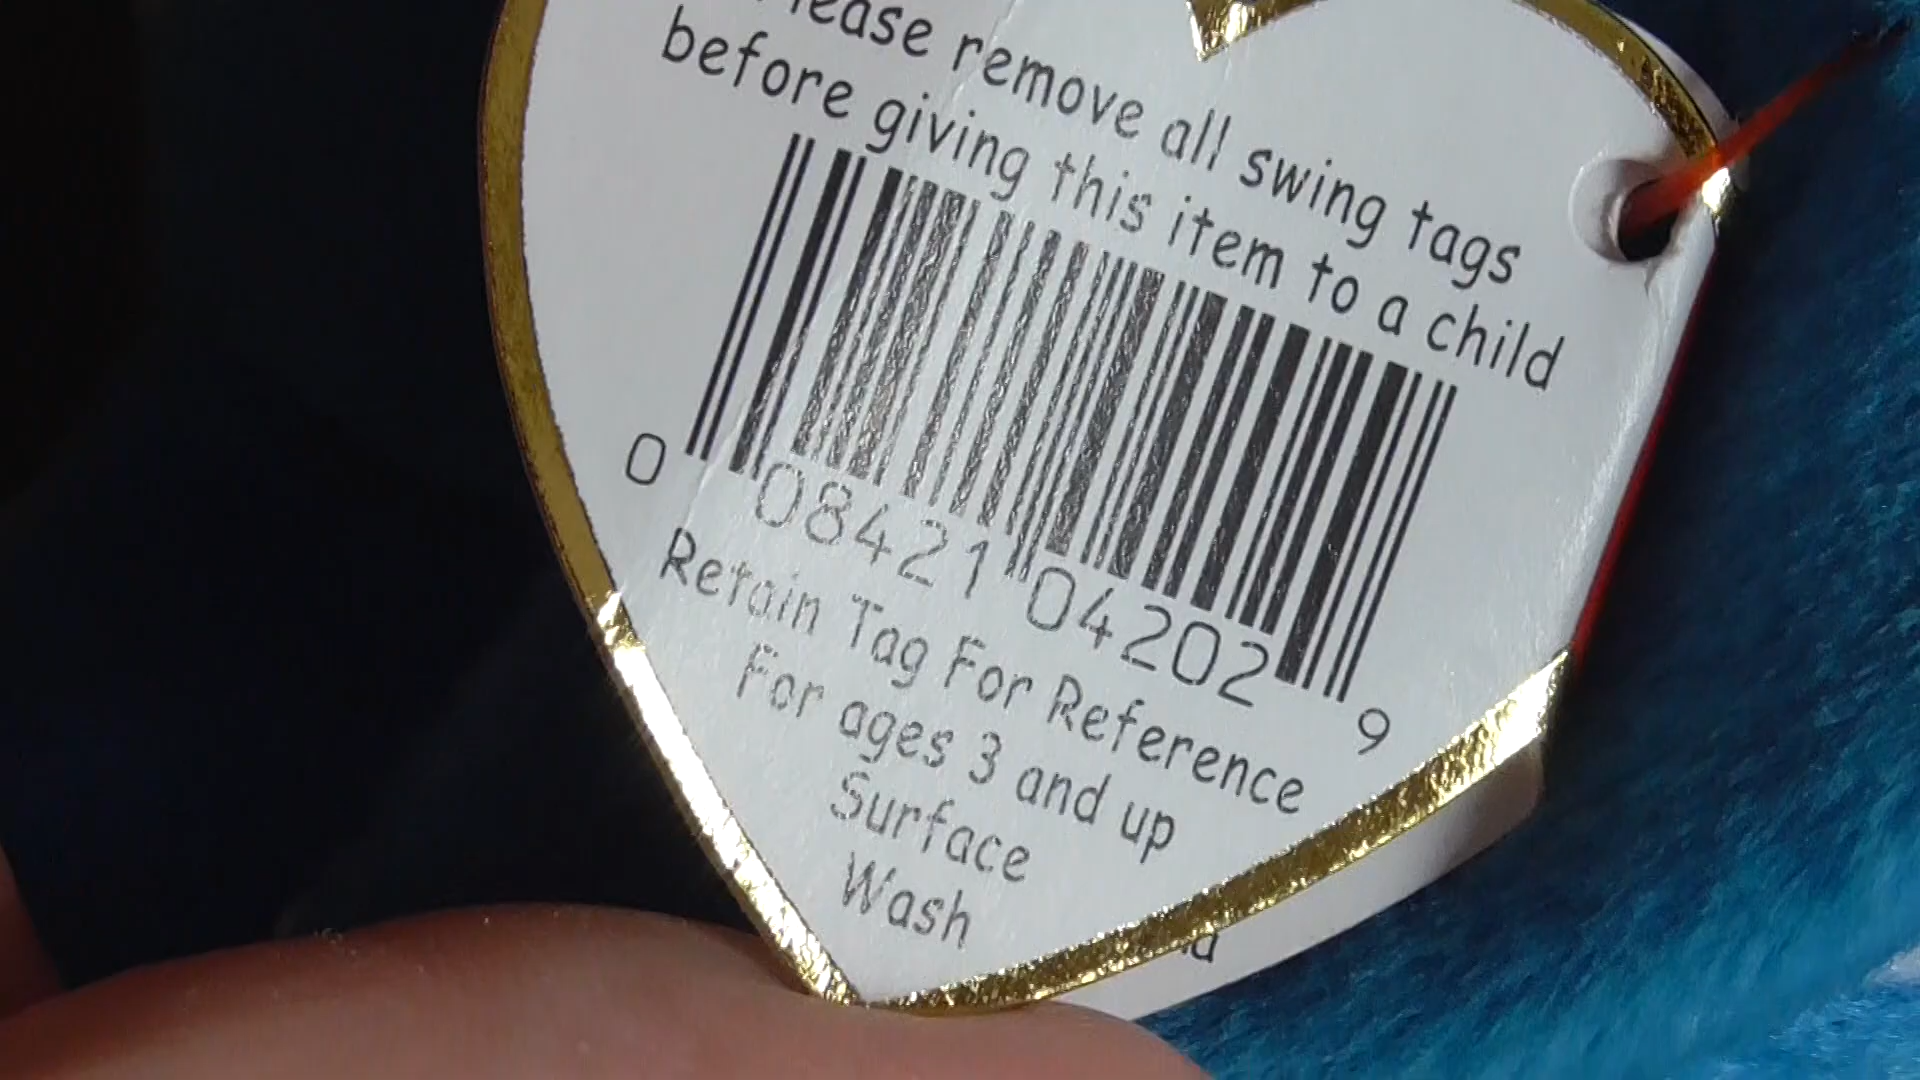 Please remove all swing tags
before giving this item to a child
0 08421 04202 9
Retain Tag For Reference
For ages 3 and up
Surface
Wash